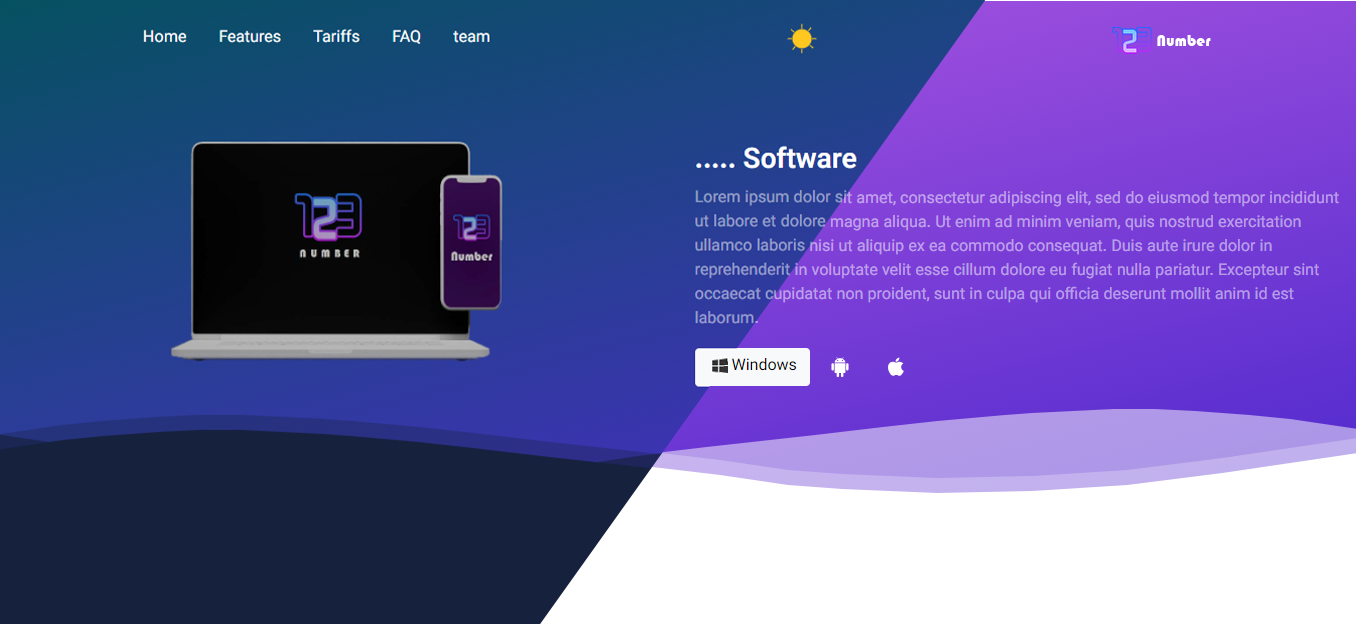 Home Features Tariffs FAQ team
123 Number
..... Software
Lorem ipsum dolor sit amet, consectetur adipiscing elit, sed do eiusmod tempor incididunt
ut labore et dolore magna aliqua. Ut enim ad minim veniam, quis nostrud exercitation
ullamco laboris nisi ut aliquip ex ea commodo consequat. Duis aute irure dolor in
reprehenderit in voluptate velit esse cillum dolore eu fugiat nulla pariatur. Excepteur sint
occaecat cupidatat non proident, sunt in culpa qui officia deserunt mollit anim id est
laborum.
Windows
123
NUMBER
123
Number